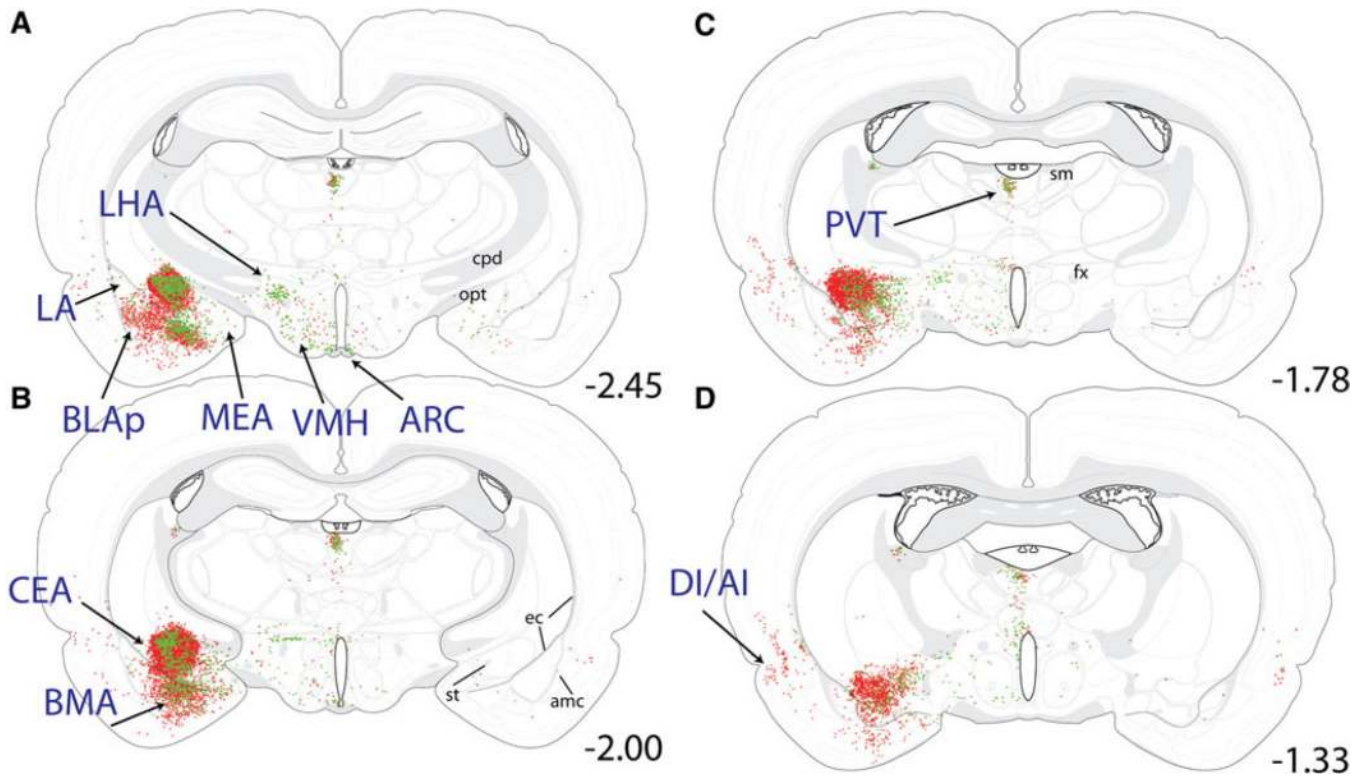 A
LHA
cpd
opt
LA
-2.45
BLAp
MEA
VMH
ARC
B
CEA
BMA
ec
st
amc
-2.00
C
sm
PVT
fx
-1.78
D
DI/AI
-1.33